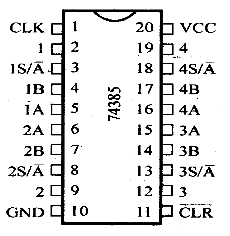 CLK 1 20 VCC
1 2 19 4
1S/A̅ 3 18 4S/A̅
1B 4 17 4B
1A 5 16 4A
2A 6 15 3A
2B 7 14 3B
2S/A̅ 8 13 3S/A̅
2 9 12 3
GND 10 11 C̅L̅R̅
74385